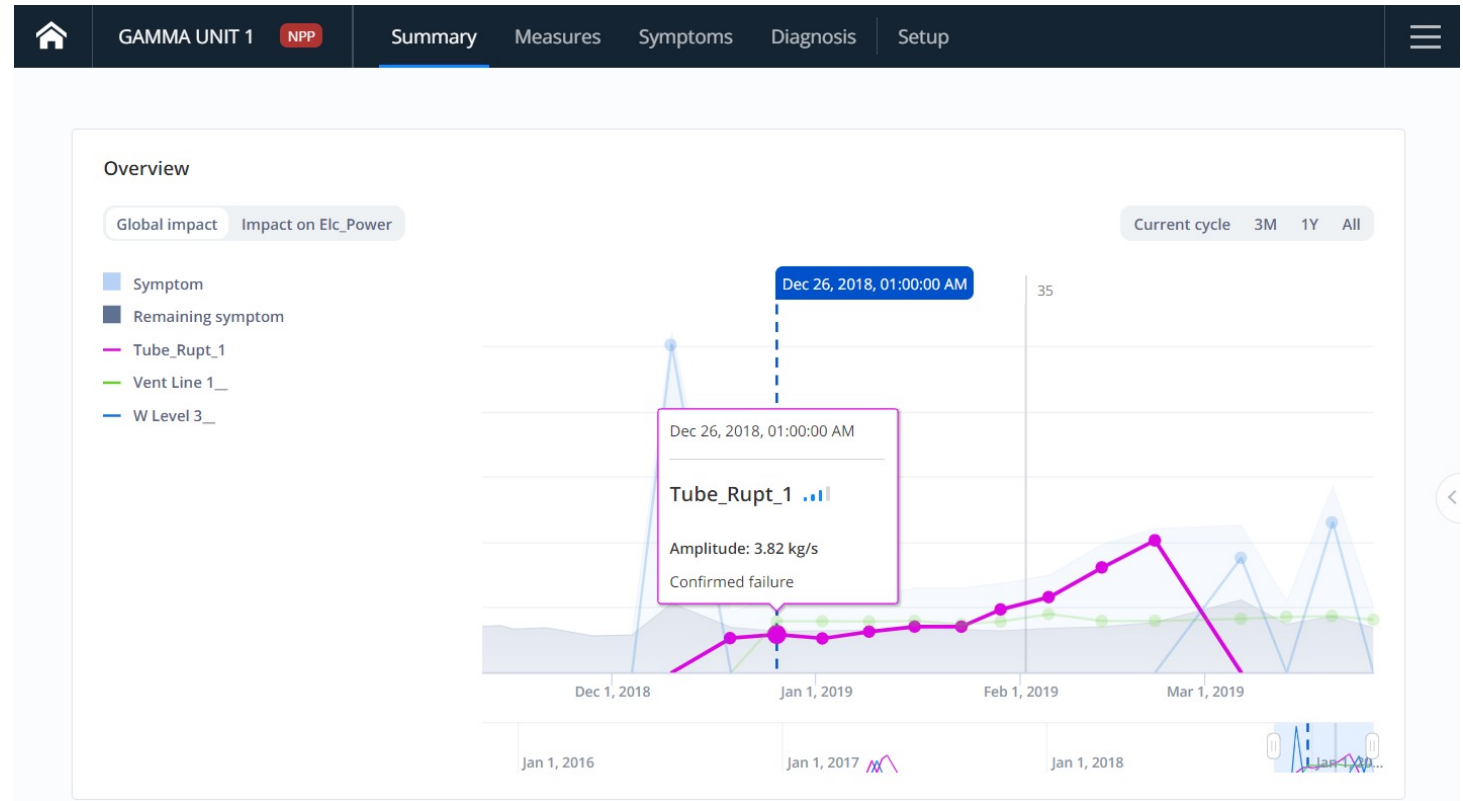 GAMMA UNIT 1 NPP Summary Measures Symptoms Diagnosis Setup
Overview
Global impact Impact on Elc_Power Current cycle 3M 1Y All
Symptom
Remaining symptom
Tube_Rupt_1
Vent Line 1__
W Level 3__
Dec 26, 2018, 01:00:00 AM
35
Dec 26, 2018, 01:00:00 AM
Tube_Rupt_1
Amplitude: 3.82 kg/s
Confirmed failure
Dec 1, 2018 Jan 1, 2019 Feb 1, 2019 Mar 1, 2019
Jan 1, 2016 Jan 1, 2017 Jan 1, 2018 Jan 1, 20...